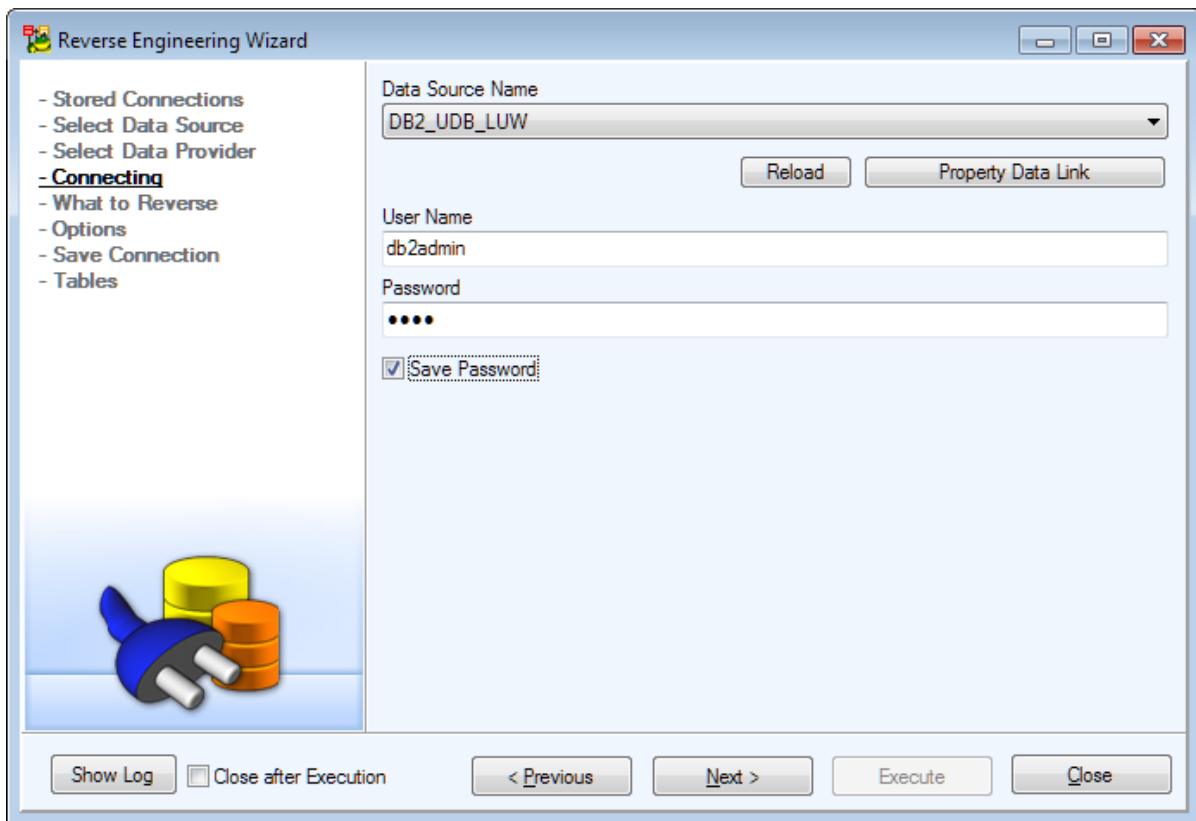 Reverse Engineering Wizard
- Stored Connections
- Select Data Source
- Select Data Provider
- Connecting
- What to Reverse
- Options
- Save Connection
- Tables
Data Source Name
DB2_UDB_LUW
Reload Property Data Link
User Name
db2admin
Password
••••
Save Password
Show Log Close after Execution < Previous Next > Execute Close